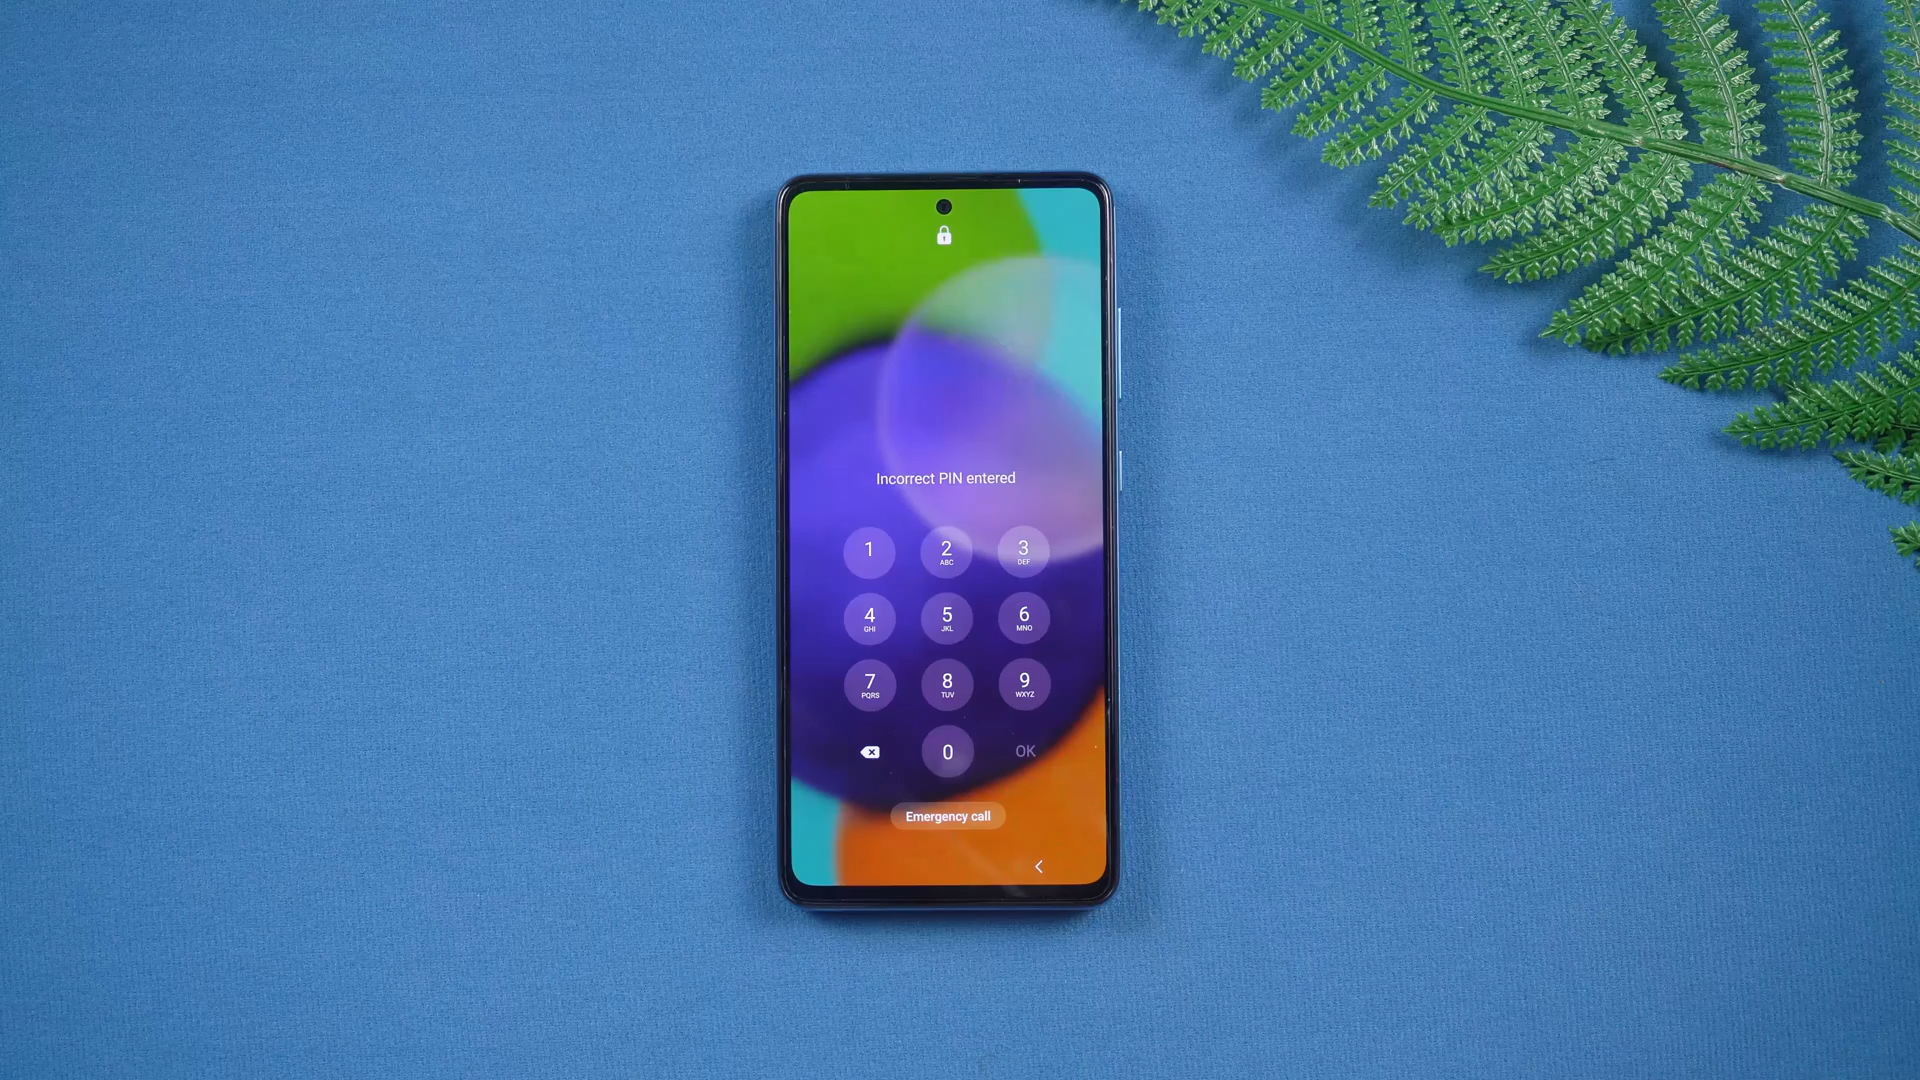 Incorrect PIN entered
1 2 3
ABC DEF
4 5 6
GHI JKL MNO
7 8 9
PQRS TUV WXYZ
0 OK
Emergency call